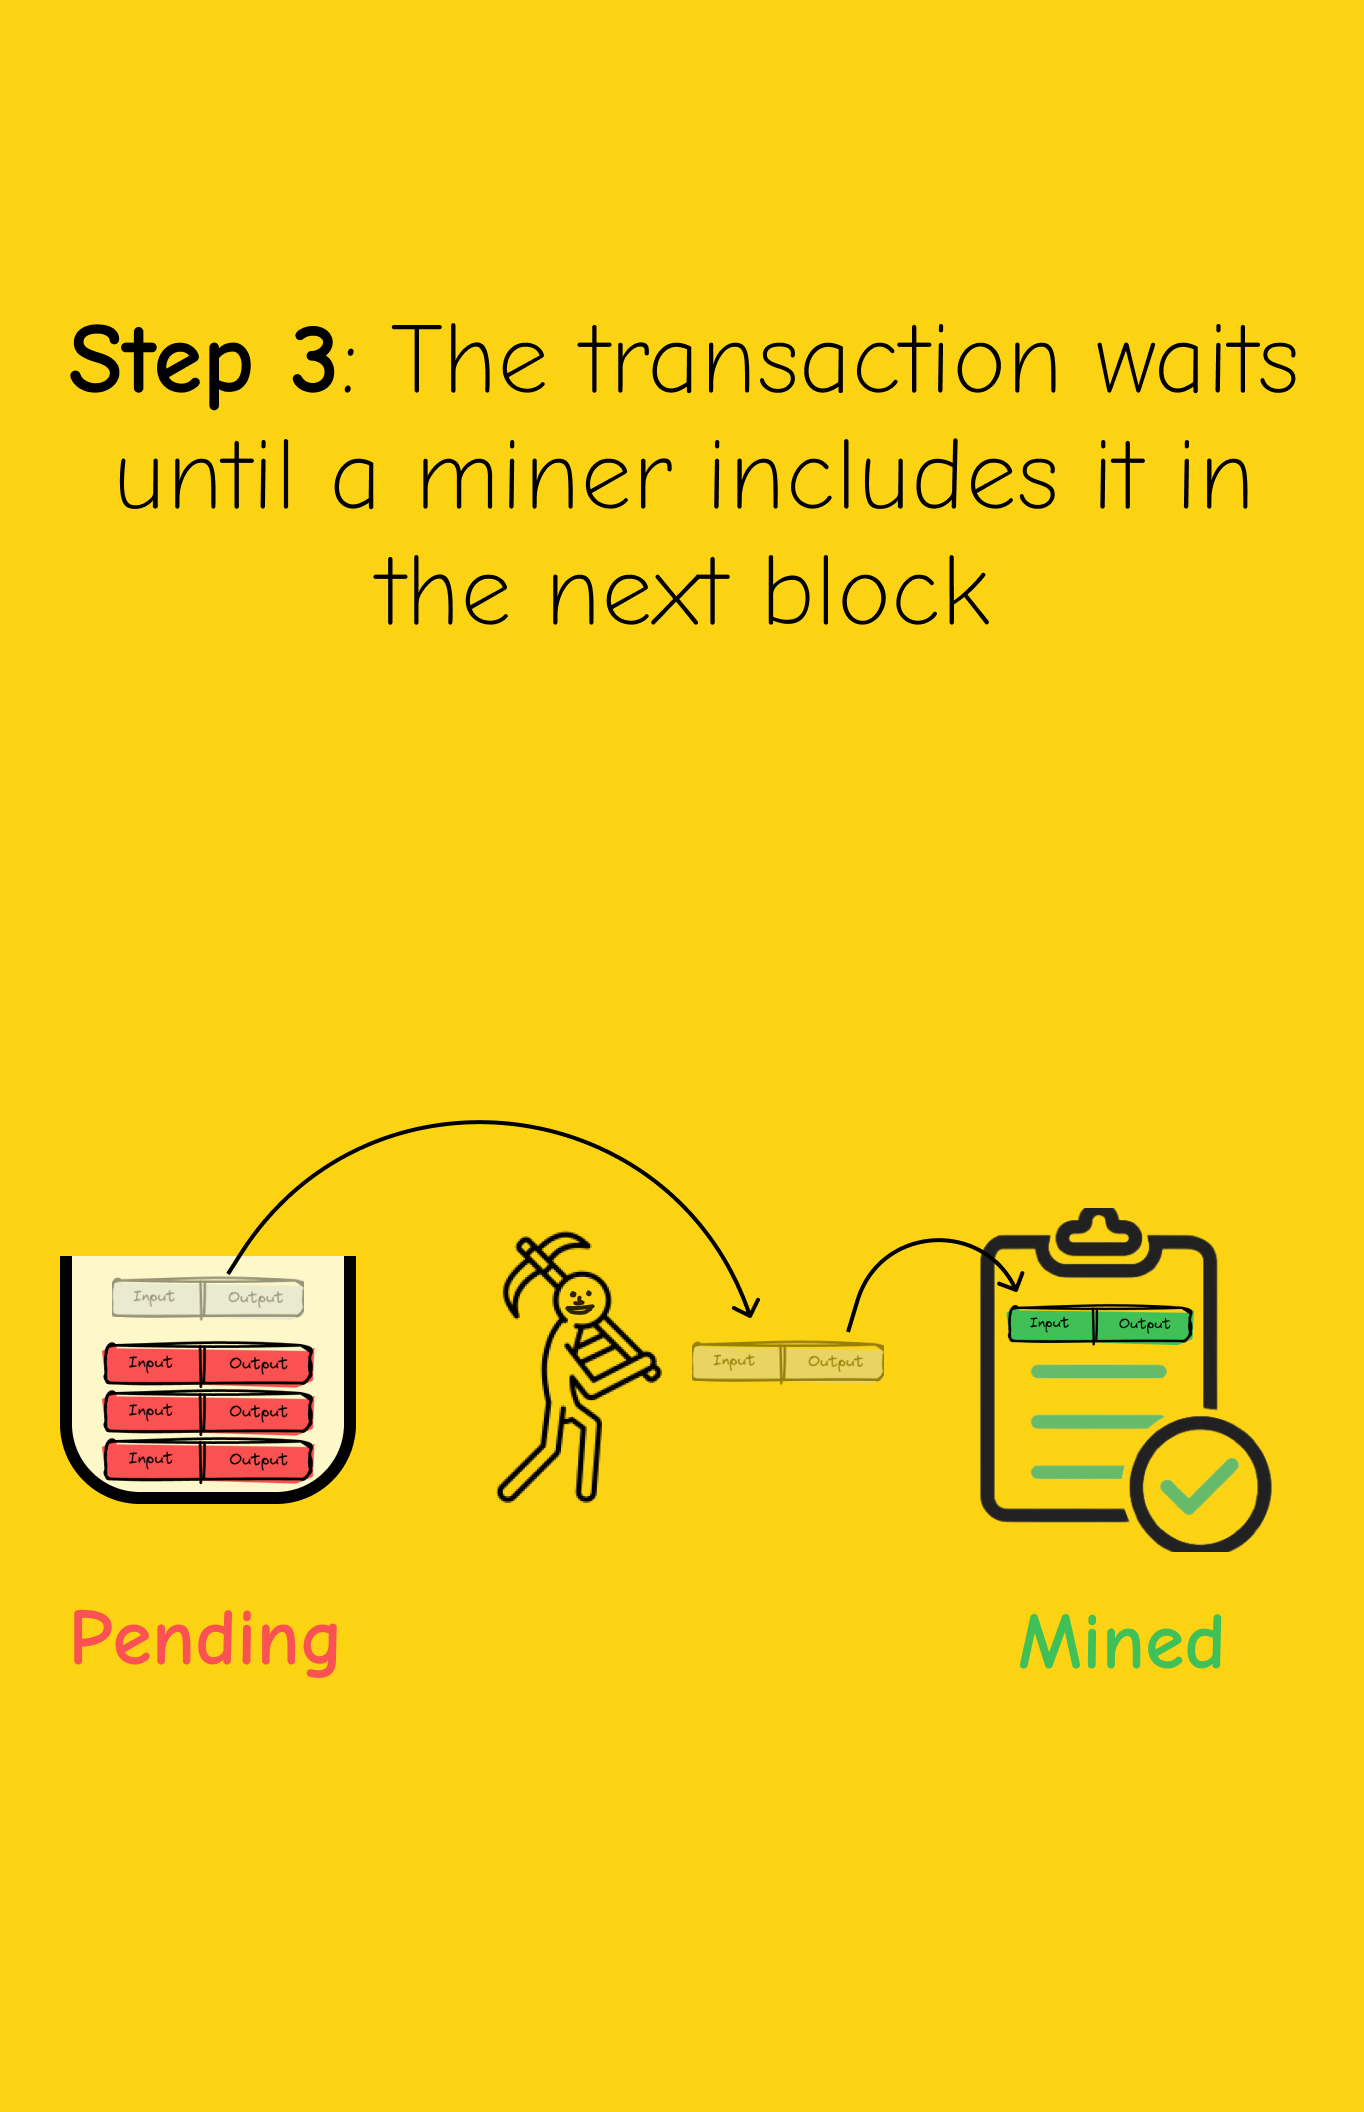 Step 3: The transaction waits
until a miner includes it in
the next block
Input Output
Input Output
Input Output
Input Output
Input Output
Input Output
Pending
Mined